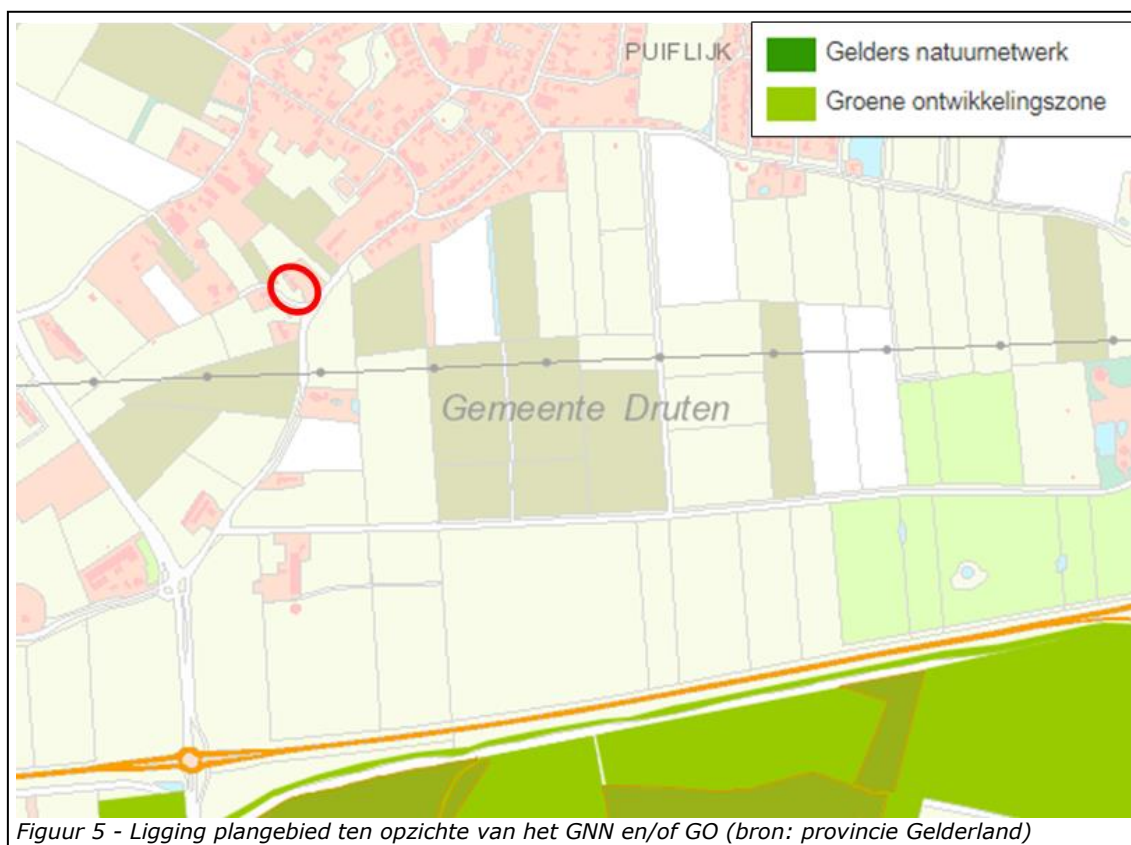 PUIFLIJK
Gelders natuurnetwerk
Groene ontwikkelingszone
Gemeente Druten
Figuur 5 - Ligging plangebied ten opzichte van het GNN en/of GO (bron: provincie Gelderland)